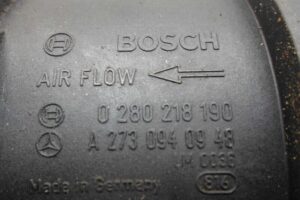 BOSCH
AIR FLOW
0 280 218 190
A 273 094 09 48
Made in Germany